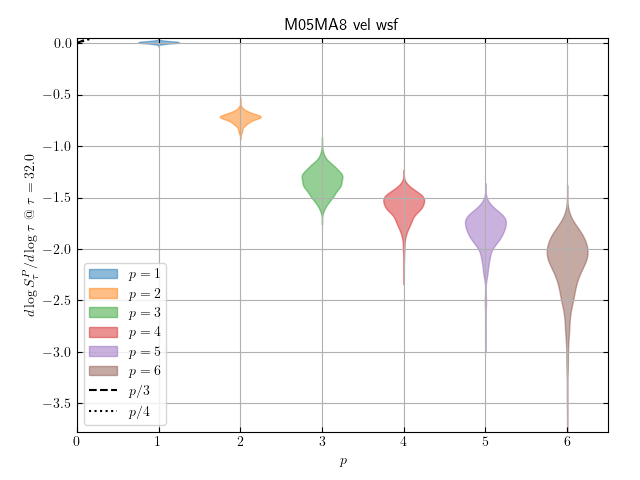 M05MA8 vel wsf
d log S_τ^p / d log τ @ τ = 32.0
0.0
−0.5
−1.0
−1.5
−2.0
−2.5
−3.0
−3.5
p = 1
p = 2
p = 3
p = 4
p = 5
p = 6
p/3
p/4
0 1 2 3 4 5 6
p